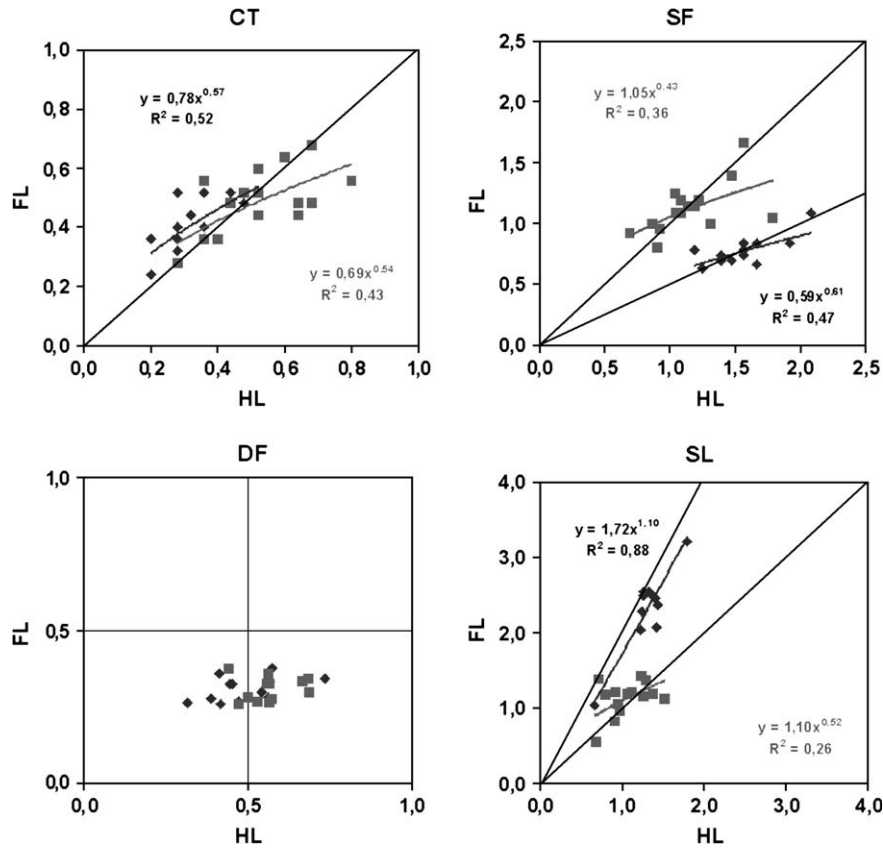 CT
1,0
0,8
0,6
0,4
0,2
0,0
FL
y = 0,78x^0.57
R² = 0,52
y = 0,69x^0.54
R² = 0,43
0,0 0,2 0,4 0,6 0,8 1,0
HL
SF
2,5
2,0
1,5
1,0
0,5
0,0
FL
y = 1,05x^0.43
R² = 0,36
y = 0,59x^0.61
R² = 0,47
0,0 0,5 1,0 1,5 2,0 2,5
HL
DF
1,0
0,5
0,0
FL
0,0 0,5 1,0
HL
SL
4,0
3,0
2,0
1,0
0,0
FL
y = 1,72x^1.10
R² = 0,88
y = 1,10x^0.52
R² = 0,26
0,0 1,0 2,0 3,0 4,0
HL